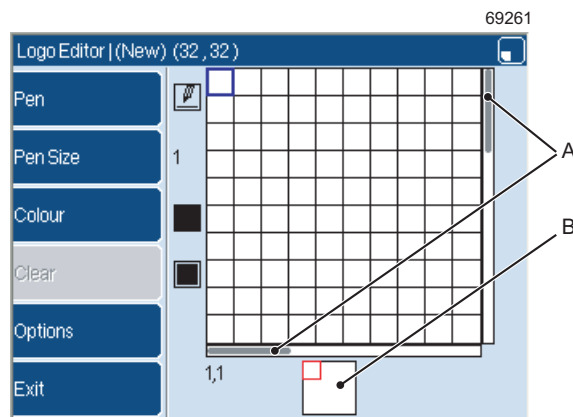 69261
Logo Editor | (New) (32,32)
Pen
Pen Size
1
A
Colour
B
Clear
Options
1,1
Exit